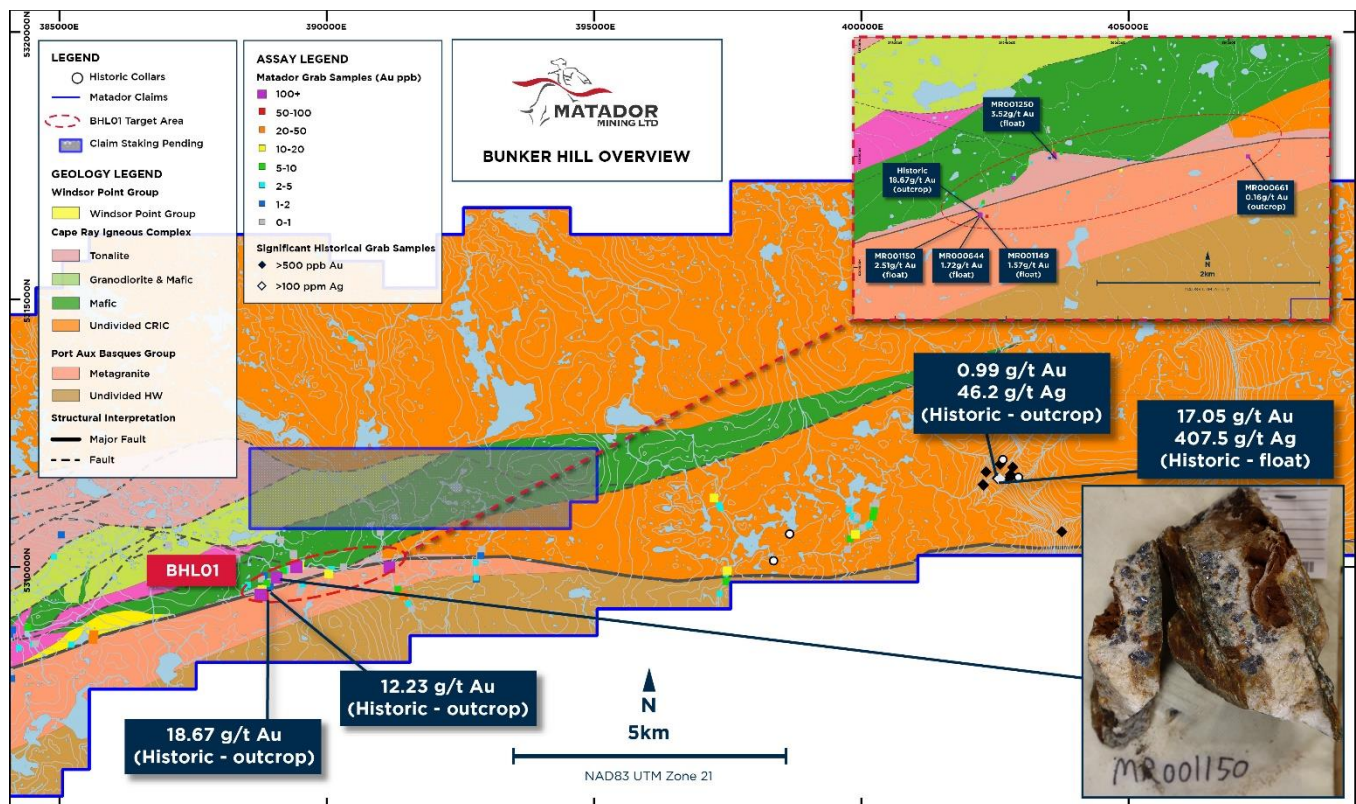 385000E
390000E
395000E
400000E
405000E
5320000N
5315000N
5310000N
LEGEND
Historic Collars
Matador Claims
BHL01 Target Area
Claim Staking Pending
GEOLOGY LEGEND
Windsor Point Group
Windsor Point Group
Cape Ray Igneous Complex
Tonalite
Granodiorite & Mafic
Mafic
Undivided CRIC
Port Aux Basques Group
Metagranite
Undivided HW
Structural Interpretation
Major Fault
Fault
ASSAY LEGEND
Matador Grab Samples (Au ppb)
100+
50-100
20-50
10-20
5-10
2-5
1-2
0-1
Significant Historical Grab Samples
>500 ppb Au
>100 ppm Ag
MATADOR
MINING LTD
BUNKER HILL OVERVIEW
MR001250
3.52g/t Au
(float)
Historic
18.67g/t Au
(outcrop)
MR000661
0.16g/t Au
(outcrop)
MR001150
2.51g/t Au
(float)
MR000644
1.72g/t Au
(float)
MR001149
1.57g/t Au
(float)
N
2km
0.99 g/t Au
46.2 g/t Ag
(Historic - outcrop)
17.05 g/t Au
407.5 g/t Ag
(Historic - float)
BHL01
12.23 g/t Au
(Historic - outcrop)
18.67 g/t Au
(Historic - outcrop)
N
5km
NAD83 UTM Zone 21
MR001150